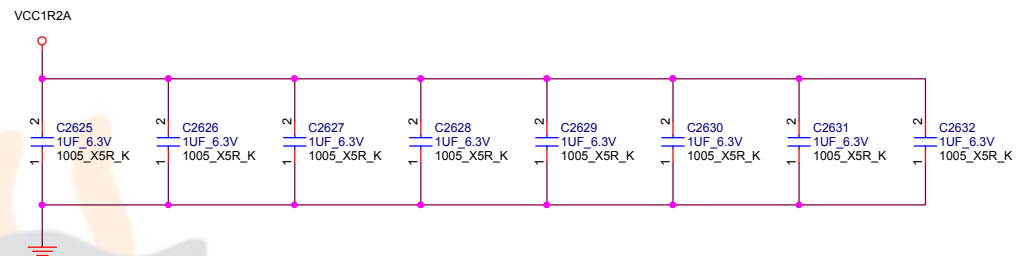 VCC1R2A
2
C2625
1UF_6.3V
1
1005_X5R_K
2
C2626
1UF_6.3V
1
1005_X5R_K
2
C2627
1UF_6.3V
1
1005_X5R_K
2
C2628
1UF_6.3V
1
1005_X5R_K
2
C2629
1UF_6.3V
1
1005_X5R_K
2
C2630
1UF_6.3V
1
1005_X5R_K
2
C2631
1UF_6.3V
1
1005_X5R_K
2
C2632
1UF_6.3V
1
1005_X5R_K